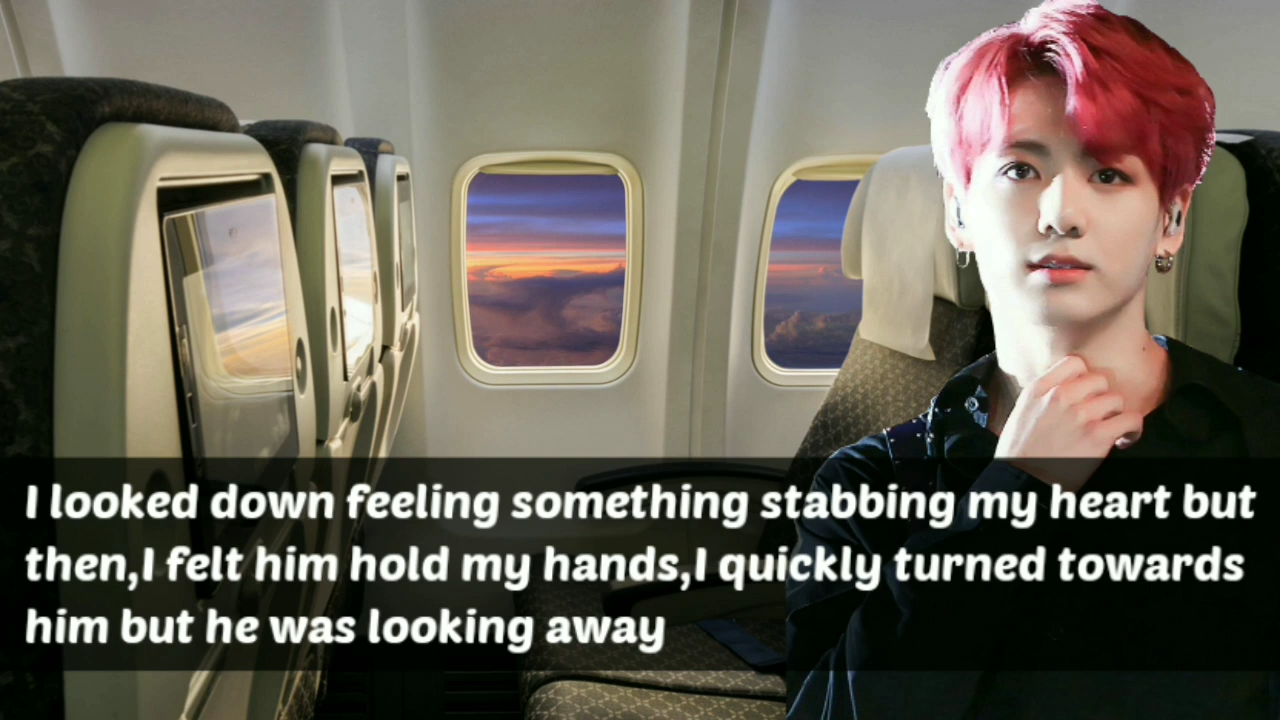 I looked down feeling something stabbing my heart but
then,I felt him hold my hands,I quickly turned towards
him but he was looking away